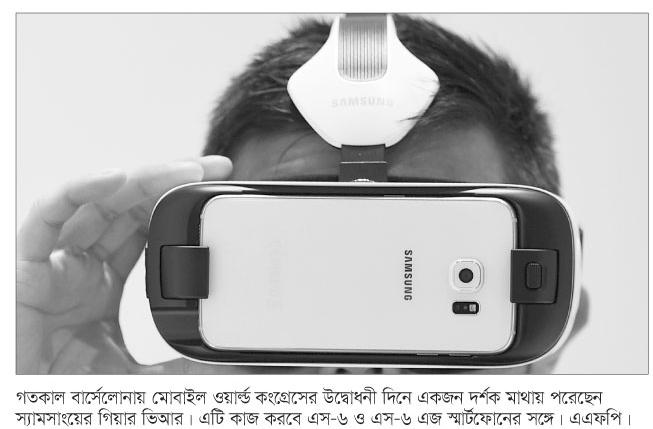 SAMSUNG
SAMSUNG
গতকাল বার্সেলোনায় মোবাইল ওয়ার্ল্ড কংগ্রেসের উদ্বোধনী দিনে একজন দর্শক মাথায় পরেছেন
স্যামসাংয়ের গিয়ার ভিআর। এটি কাজ করবে এস-৬ ও এস-৬ এজ স্মার্টফোনের সঙ্গে। এএফপি।